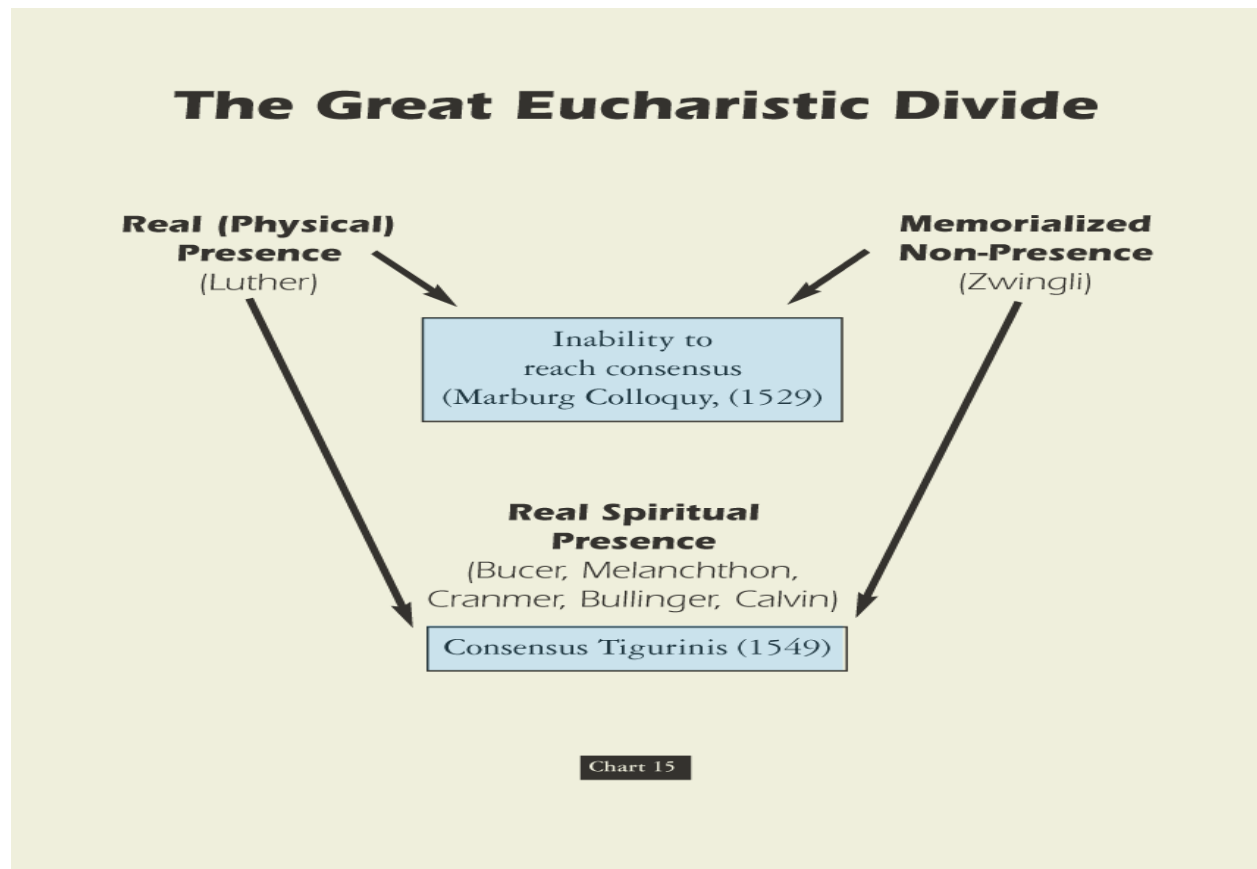 The Great Eucharistic Divide
Real (Physical)
Presence
(Luther)
Memorialized
Non-Presence
(Zwingli)
Inability to
reach consensus
(Marburg Colloquy, (1529)
Real Spiritual
Presence
(Bucer, Melanchthon,
Cranmer, Bullinger, Calvin)
Consensus Tigurinis (1549)
Chart 15